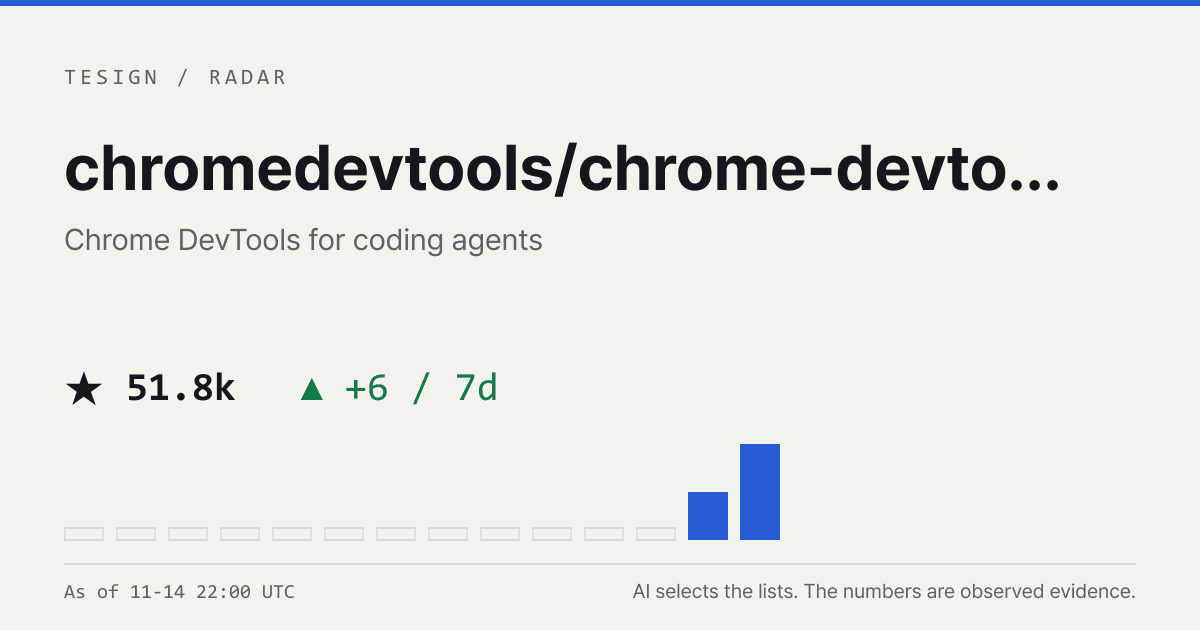 TESIGN / RADAR
chromedevtools/chrome-devto...
Chrome DevTools for coding agents
★ 51.8k ▲ +6 / 7d
As of 11-14 22:00 UTC
AI selects the lists. The numbers are observed evidence.